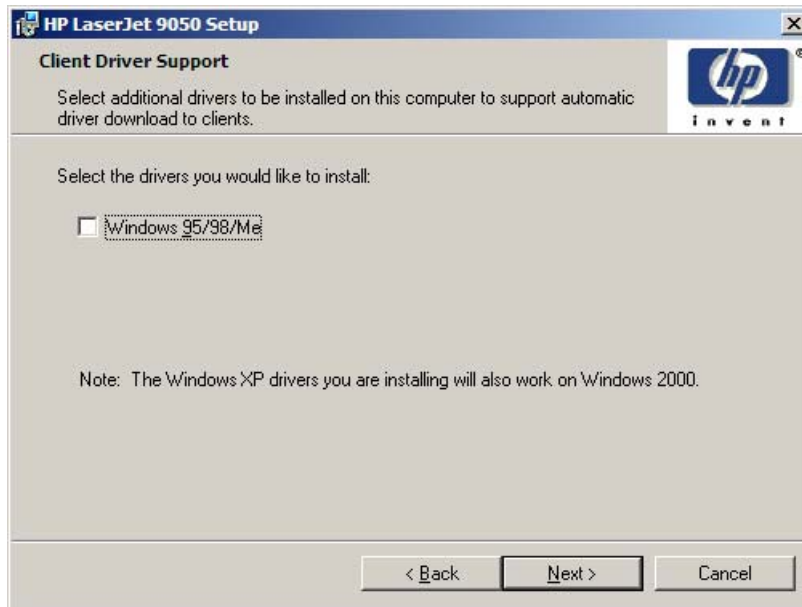 HP LaserJet 9050 Setup
Client Driver Support
Select additional drivers to be installed on this computer to support automatic
driver download to clients.
hp
®
invent
Select the drivers you would like to install:
Windows 95/98/Me
Note: The Windows XP drivers you are installing will also work on Windows 2000.
< Back
Next >
Cancel